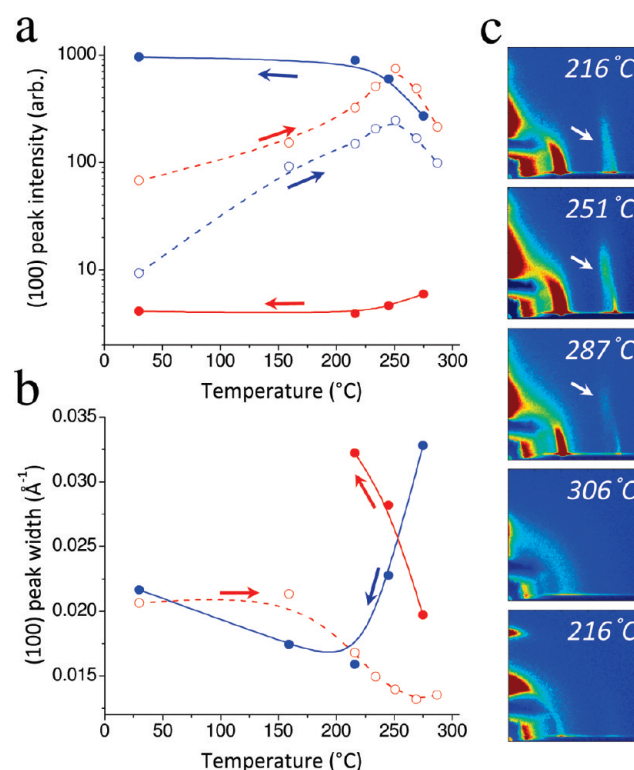 a
1000
100
10
(100) peak intensity (arb.)
0 50 100 150 200 250 300
Temperature (°C)
b
0.035
0.030
0.025
0.020
0.015
(100) peak width (Å⁻¹)
0 50 100 150 200 250 300
Temperature (°C)
c
216 °C
251 °C
287 °C
306 °C
216 °C